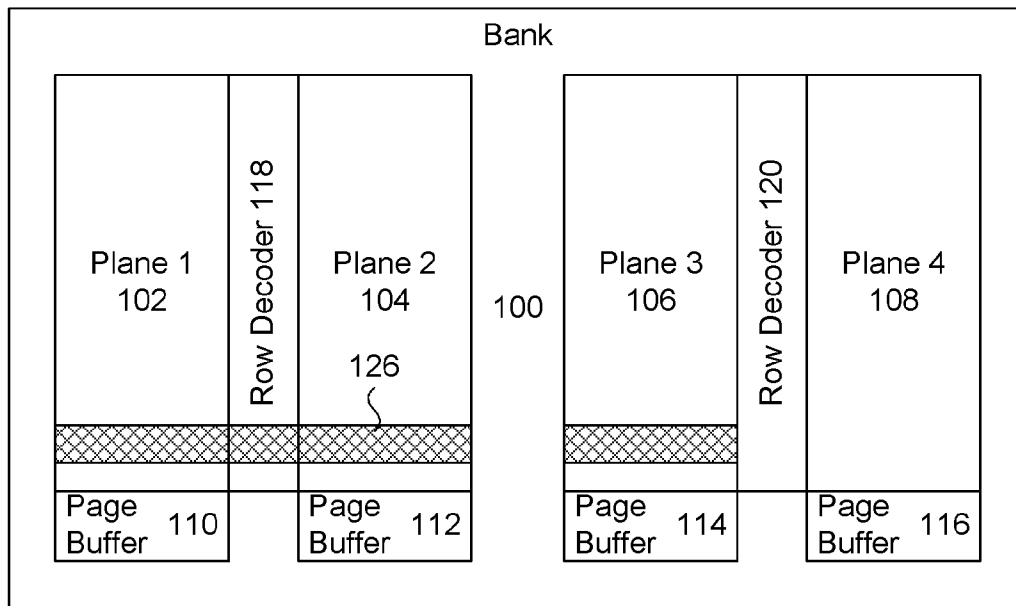 Bank
Plane 1
102
Row Decoder 118
Plane 2
104
100
Plane 3
106
Row Decoder 120
Plane 4
108
126
Page
Buffer 110
Page
Buffer 112
Page
Buffer 114
Page
Buffer 116